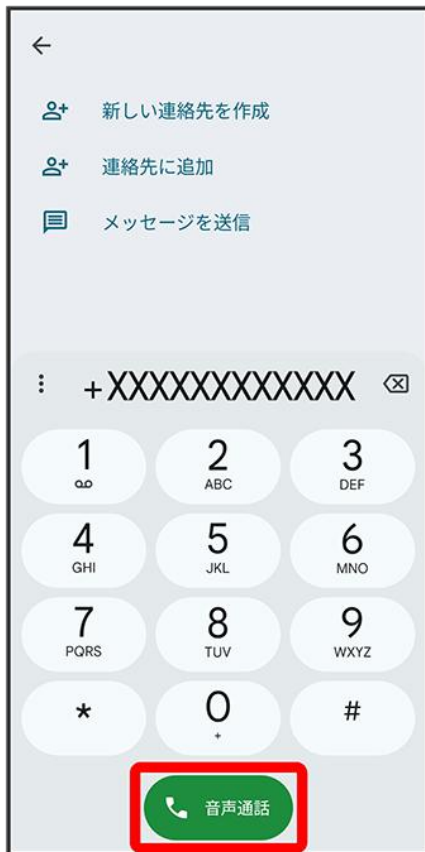 新しい連絡先を作成
連絡先に追加
メッセージを送信
+XXXXXXXXXXXX
1 2 3
ABC DEF
4 5 6
GHI JKL MNO
7 8 9
PQRS TUV WXYZ
* 0 #
+
音声通話